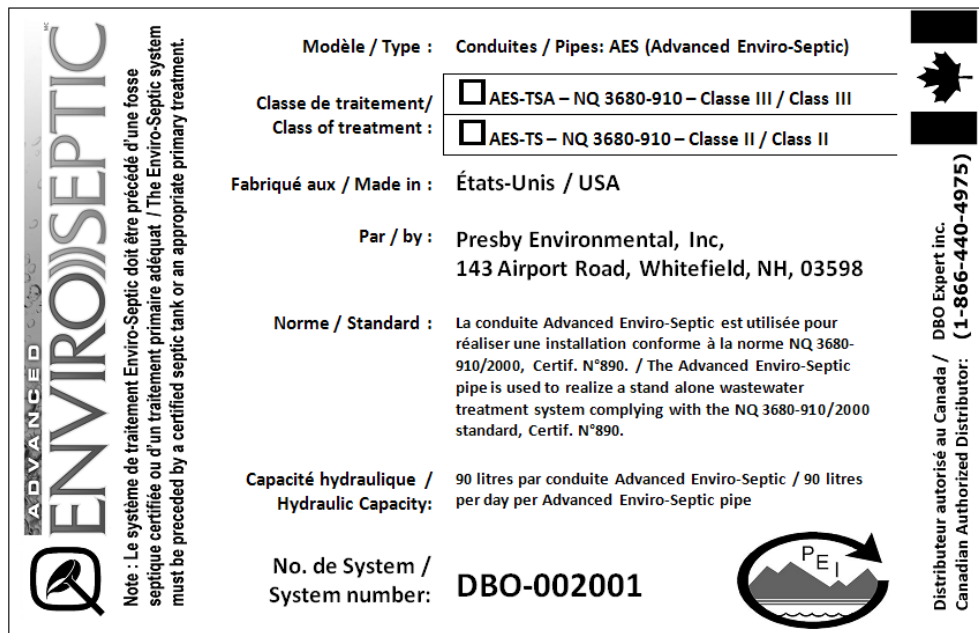 ADVANCED
ENVIRO)))SEPTIC
MC
Note : Le système de traitement Enviro-Septic doit être précédé d'une fosse
septique certifiée ou d'un traitement primaire adéquat / The Enviro-Septic system
must be preceded by a certified septic tank or an appropriate primary treatment.
Modèle / Type : Conduites / Pipes: AES (Advanced Enviro-Septic)
Classe de traitement/
Class of treatment :
AES-TSA – NQ 3680-910 – Classe III / Class III
AES-TS – NQ 3680-910 – Classe II / Class II
Fabriqué aux / Made in : États-Unis / USA
Par / by : Presby Environmental, Inc,
143 Airport Road, Whitefield, NH, 03598
Norme / Standard : La conduite Advanced Enviro-Septic est utilisée pour
réaliser une installation conforme à la norme NQ 3680-
910/2000, Certif. N°890. / The Advanced Enviro-Septic
pipe is used to realize a stand alone wastewater
treatment system complying with the NQ 3680-910/2000
standard, Certif. N°890.
Capacité hydraulique /
Hydraulic Capacity:
90 litres par conduite Advanced Enviro-Septic / 90 litres
per day per Advanced Enviro-Septic pipe
No. de System /
System number:
DBO-002001
PEI
Distributeur autorisé au Canada / DBO Expert inc.
Canadian Authorized Distributor: (1-866-440-4975)